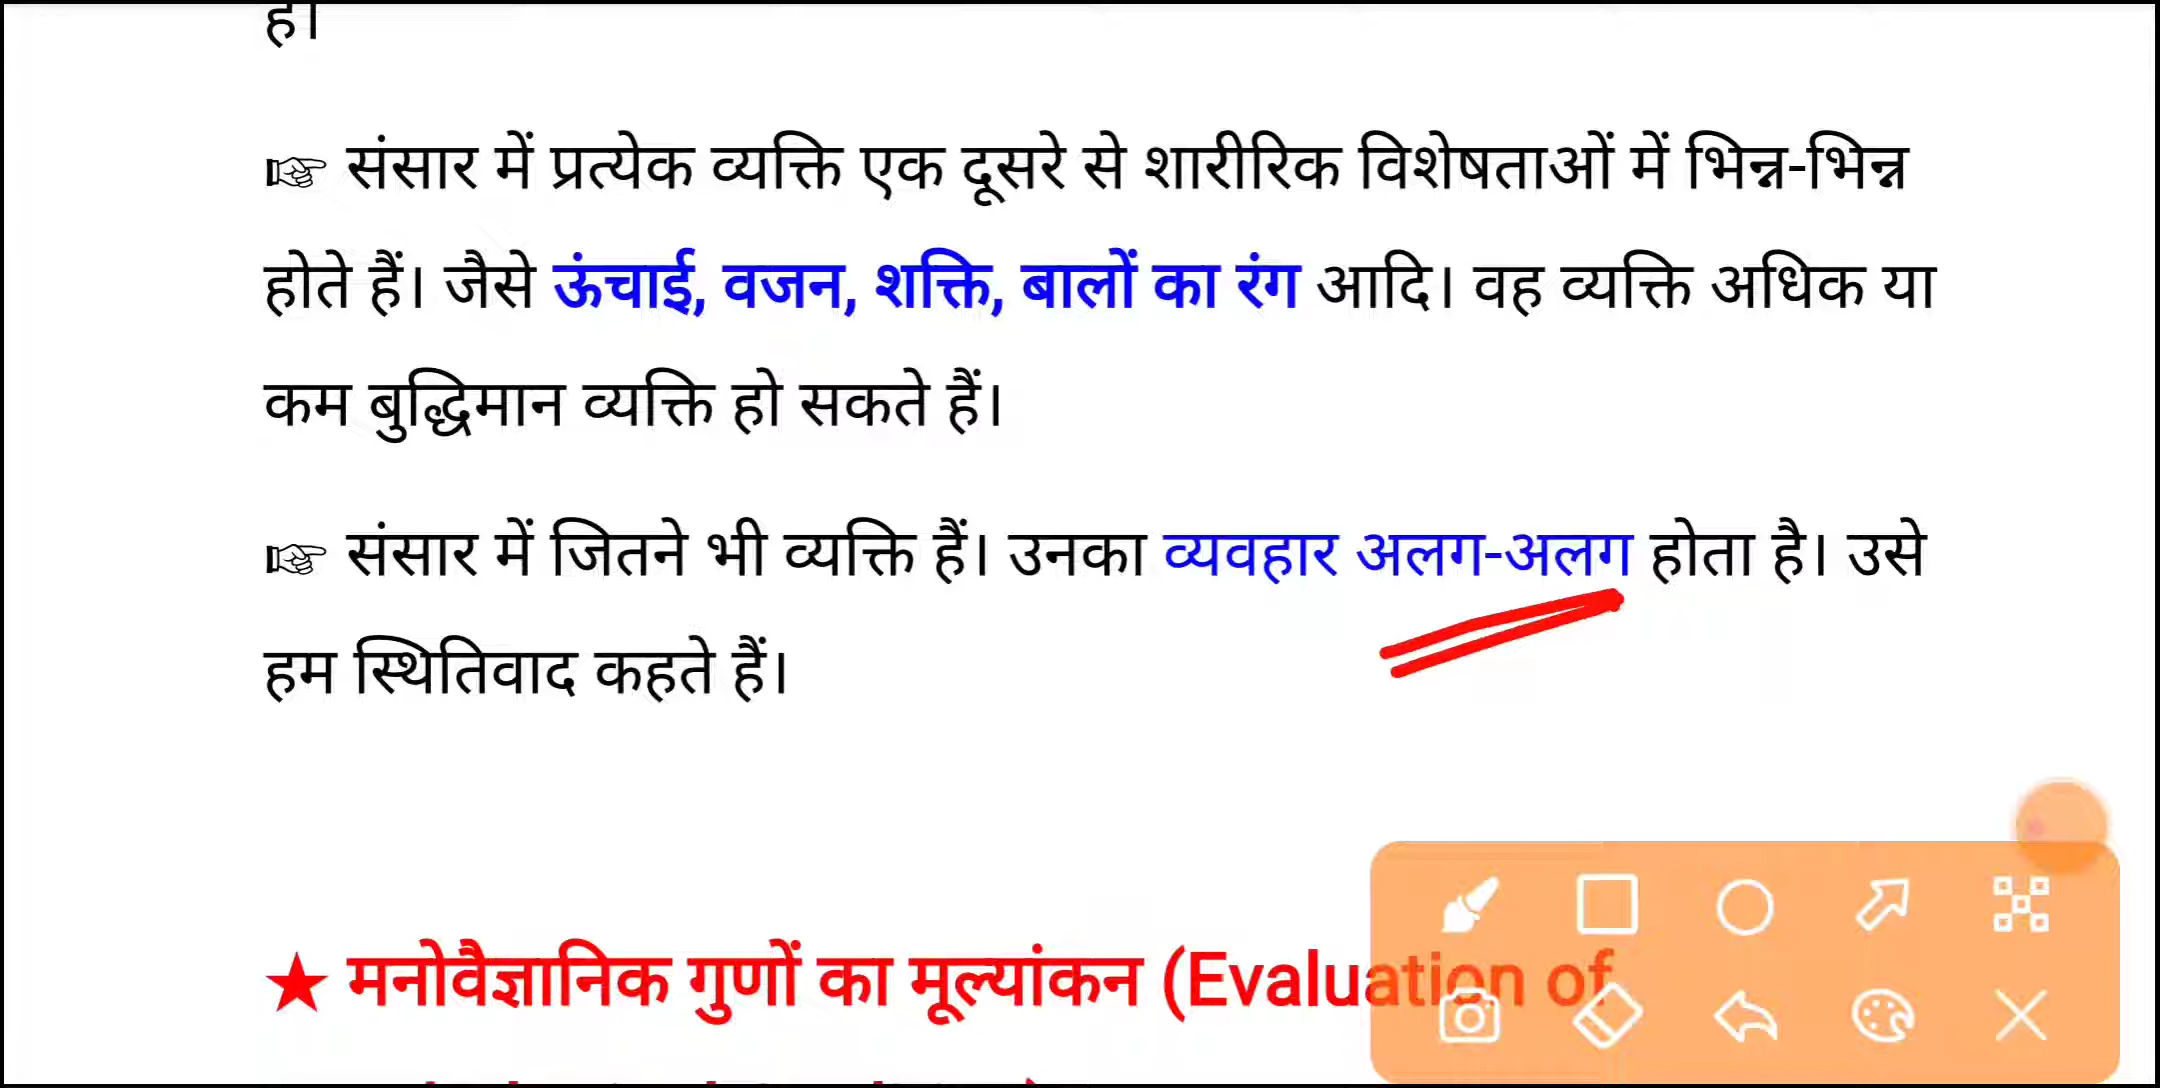 है।
☞ संसार में प्रत्येक व्यक्ति एक दूसरे से शारीरिक विशेषताओं में भिन्न-भिन्न
होते हैं। जैसे ऊंचाई, वजन, शक्ति, बालों का रंग आदि। वह व्यक्ति अधिक या
कम बुद्धिमान व्यक्ति हो सकते हैं।
☞ संसार में जितने भी व्यक्ति हैं। उनका व्यवहार अलग-अलग होता है। उसे
हम स्थितिवाद कहते हैं।
★ मनोवैज्ञानिक गुणों का मूल्यांकन (Evaluation of